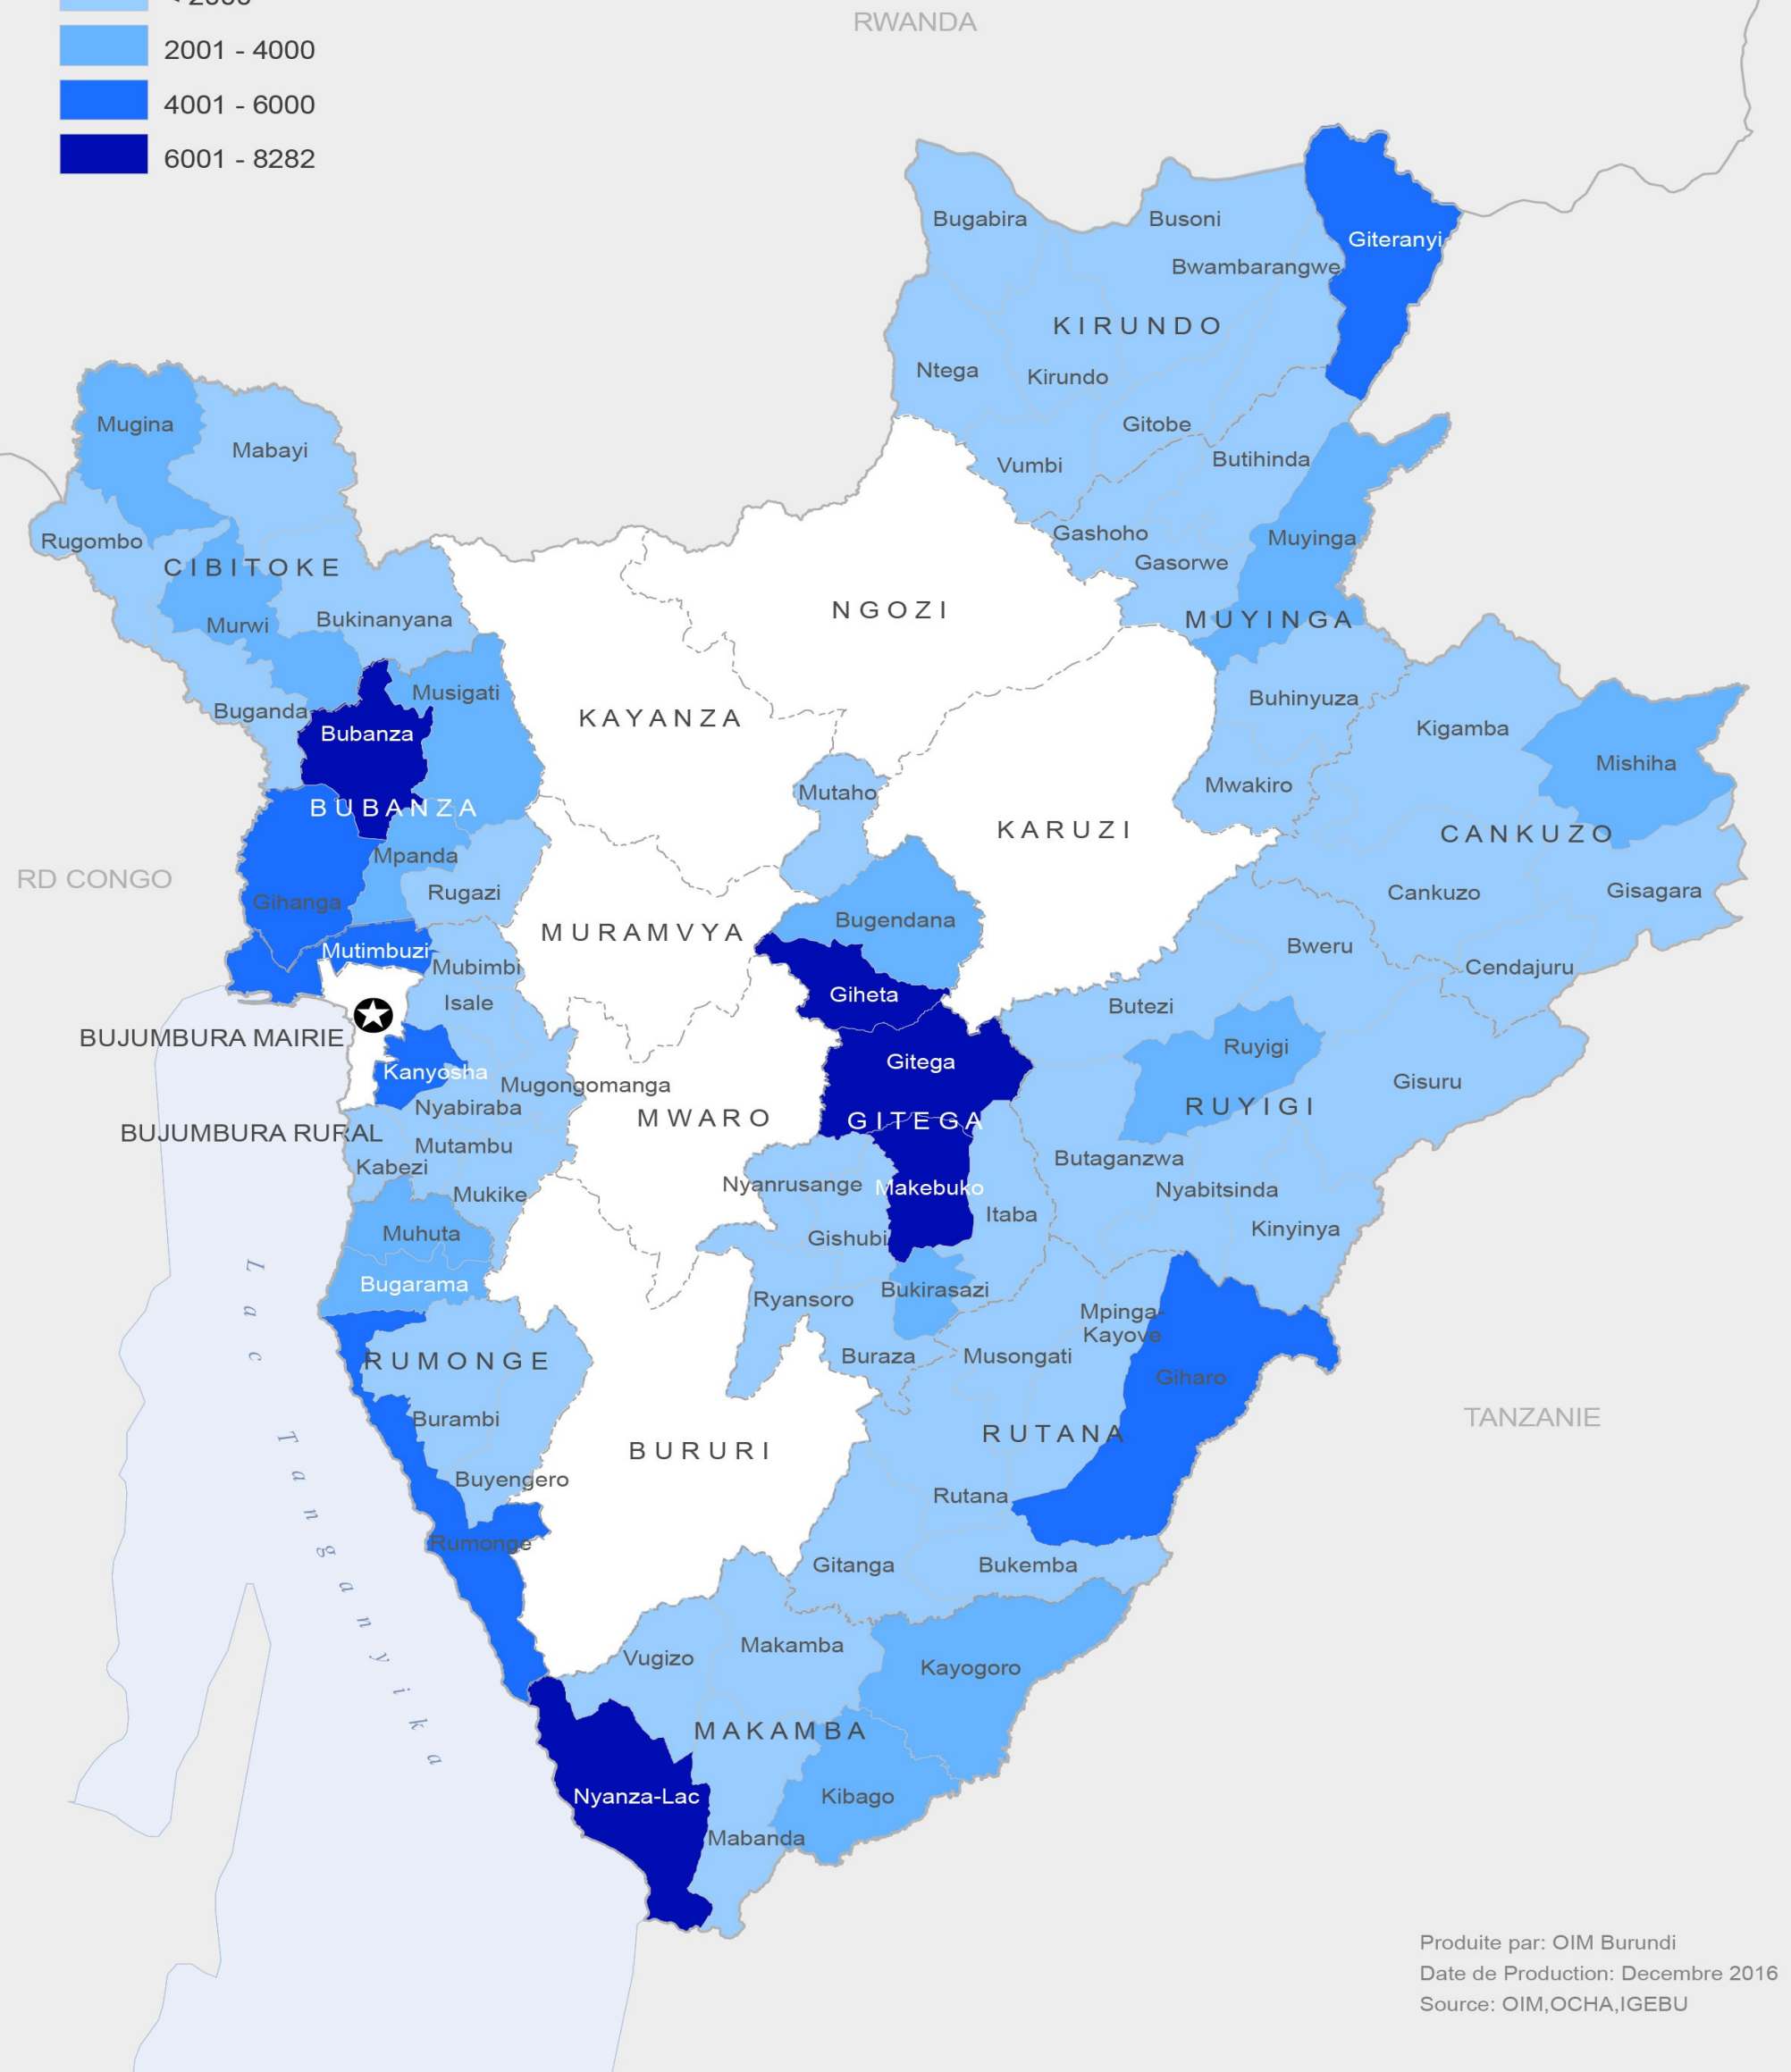 2001 - 4000
4001 - 6000
6001 - 8282
RWANDA
Bugabira
Busoni
Giteranyi
Bwambarangwe
KIRUNDO
Ntega
Kirundo
Gitobe
Vumbi
Butihinda
Mugina
Mabayi
Rugombo
CIBITOKE
Gashoho
Gasorwe
Muyinga
NGOZI
MUYINGA
Murwi
Bukinanyana
Musigati
Buganda
Bubanza
KAYANZA
Buhinyuza
Kigamba
Mishiha
Mutaho
Mwakiro
BUBANZA
KARUZI
CANKUZO
Mpanda
RD CONGO
Rugazi
Gihanga
Cankuzo
Gisagara
MURAMVYA
Bugendana
Mutimbuzi
Bweru
Mubimbi
Cendajuru
Isale
Giheta
Butezi
BUJUMBURA MAIRIE
Ruyigi
Gitega
Kanyosha
Mugongomanga
Gisuru
Nyabiraba
MWARO
GITEGA
RUYIGI
BUJUMBURA RURAL
Mutambu
Kabezi
Butaganzwa
Mukike
Nyanrusange
Makebuko
Nyabitsinda
Itaba
Muhuta
Gishubi
Kinyinya
Bugarama
Ryansoro
Bukirasazi
Mpinga-
Kayove
RUMONGE
Buraza
Musongati
Giharo
Burambi
TANZANIE
BURURI
RUTANA
Buyengero
Rutana
Rumonge
Gitanga
Bukemba
Lac Tanganyika
Vugizo
Makamba
Kayogoro
MAKAMBA
Nyanza-Lac
Kibago
Mabanda
Produite par: OIM Burundi
Date de Production: Decembre 2016
Source: OIM,OCHA,IGEBU